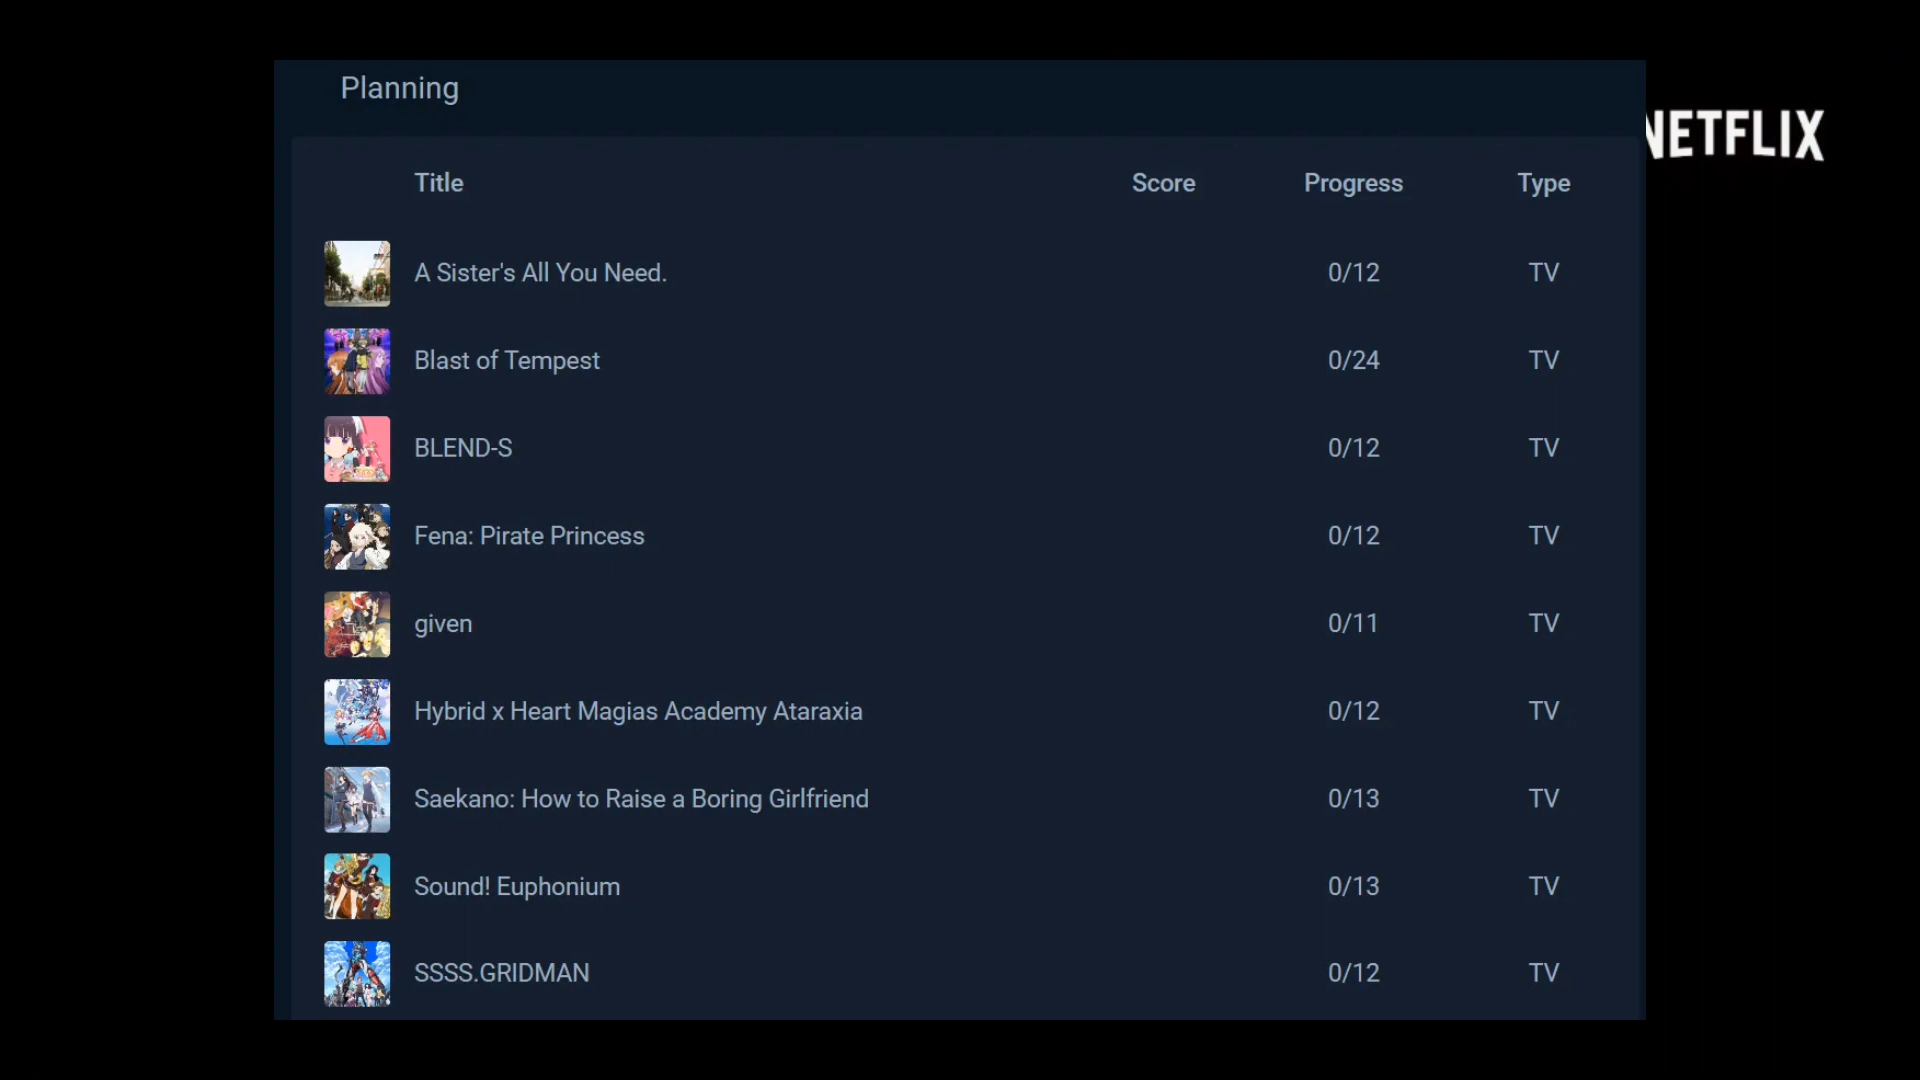 Planning
NETFLIX
Title Score Progress Type
A Sister's All You Need. 0/12 TV
Blast of Tempest 0/24 TV
BLEND-S 0/12 TV
Fena: Pirate Princess 0/12 TV
given 0/11 TV
Hybrid x Heart Magias Academy Ataraxia 0/12 TV
Saekano: How to Raise a Boring Girlfriend 0/13 TV
Sound! Euphonium 0/13 TV
SSSS.GRIDMAN 0/12 TV